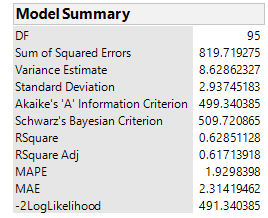 Model Summary
DF 95
Sum of Squared Errors 819.719275
Variance Estimate 8.62862327
Standard Deviation 2.93745183
Akaike's 'A' Information Criterion 499.340385
Schwarz's Bayesian Criterion 509.720865
RSquare 0.62851128
RSquare Adj 0.61713918
MAPE 1.9298398
MAE 2.31419462
-2LogLikelihood 491.340385